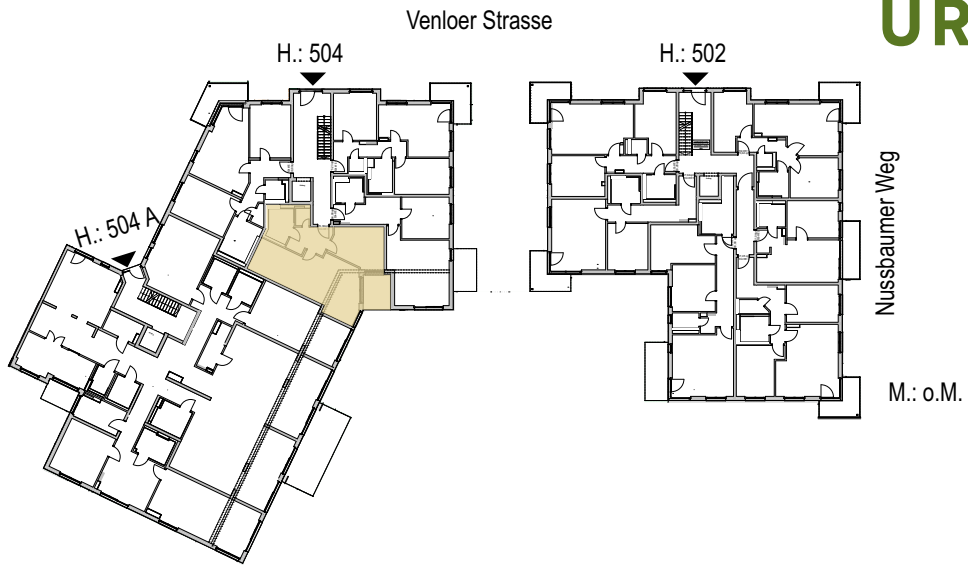 Venloer Strasse
UR
H.: 504
H.: 502
Nussbaumer Weg
H.: 504 A
M.: o.M.